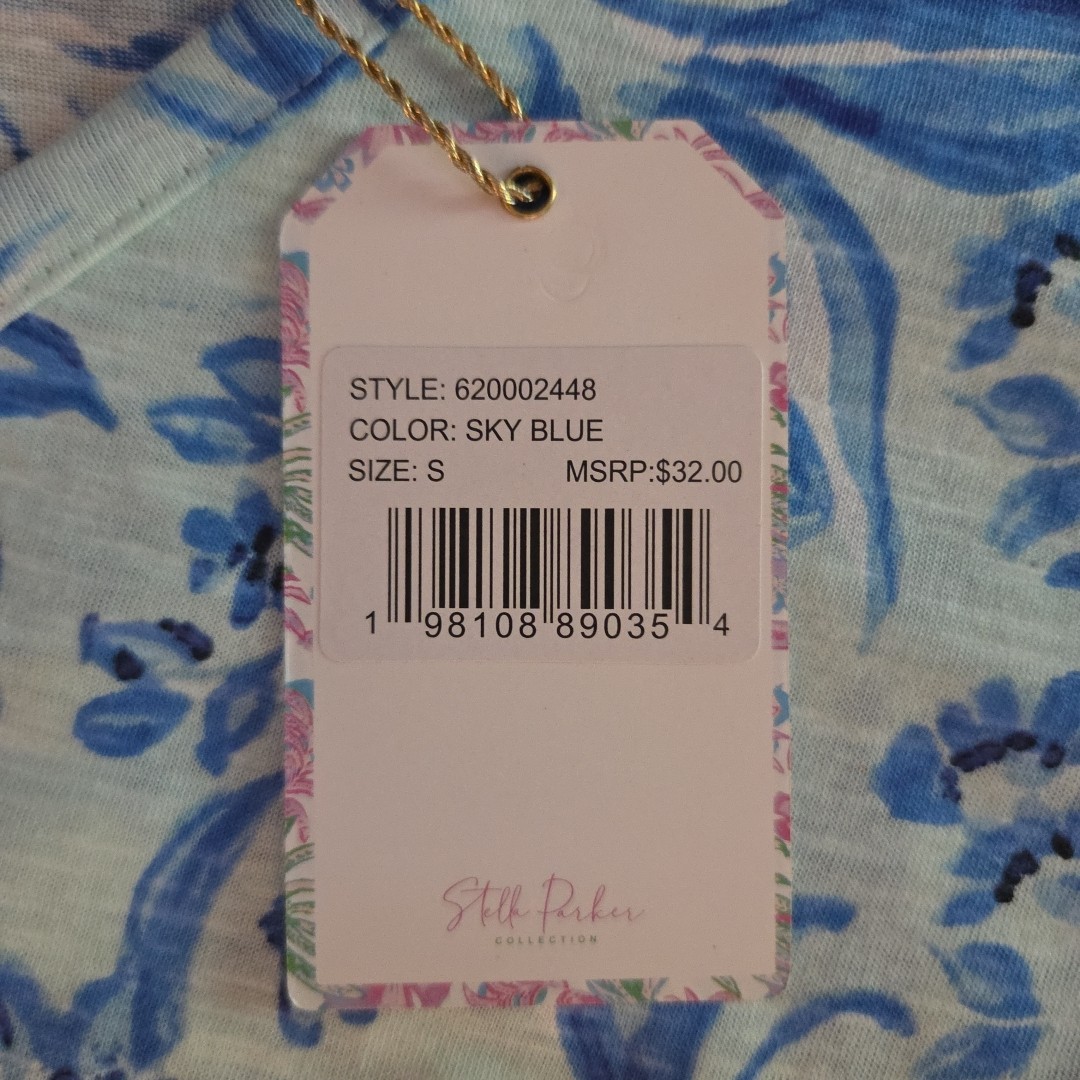 STYLE: 620002448
COLOR: SKY BLUE
SIZE: S MSRP:$32.00
1 98108 89035 4
Stella Parker
COLLECTION